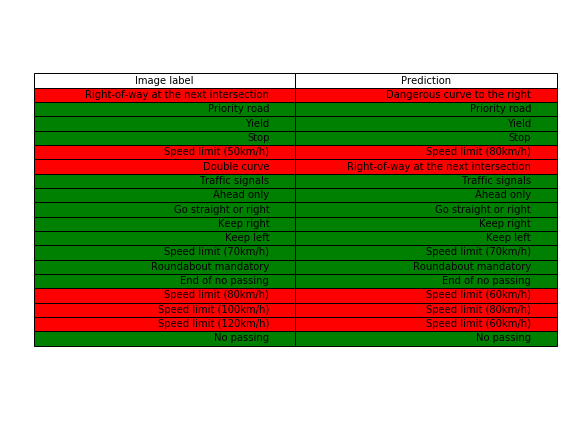 Image label Prediction
Right-of-way at the next intersection Dangerous curve to the right
Priority road Priority road
Yield Yield
Stop Stop
Speed limit (50km/h) Speed limit (80km/h)
Double curve Right-of-way at the next intersection
Traffic signals Traffic signals
Ahead only Ahead only
Go straight or right Go straight or right
Keep right Keep right
Keep left Keep left
Speed limit (70km/h) Speed limit (70km/h)
Roundabout mandatory Roundabout mandatory
End of no passing End of no passing
Speed limit (80km/h) Speed limit (60km/h)
Speed limit (100km/h) Speed limit (80km/h)
Speed limit (120km/h) Speed limit (60km/h)
No passing No passing